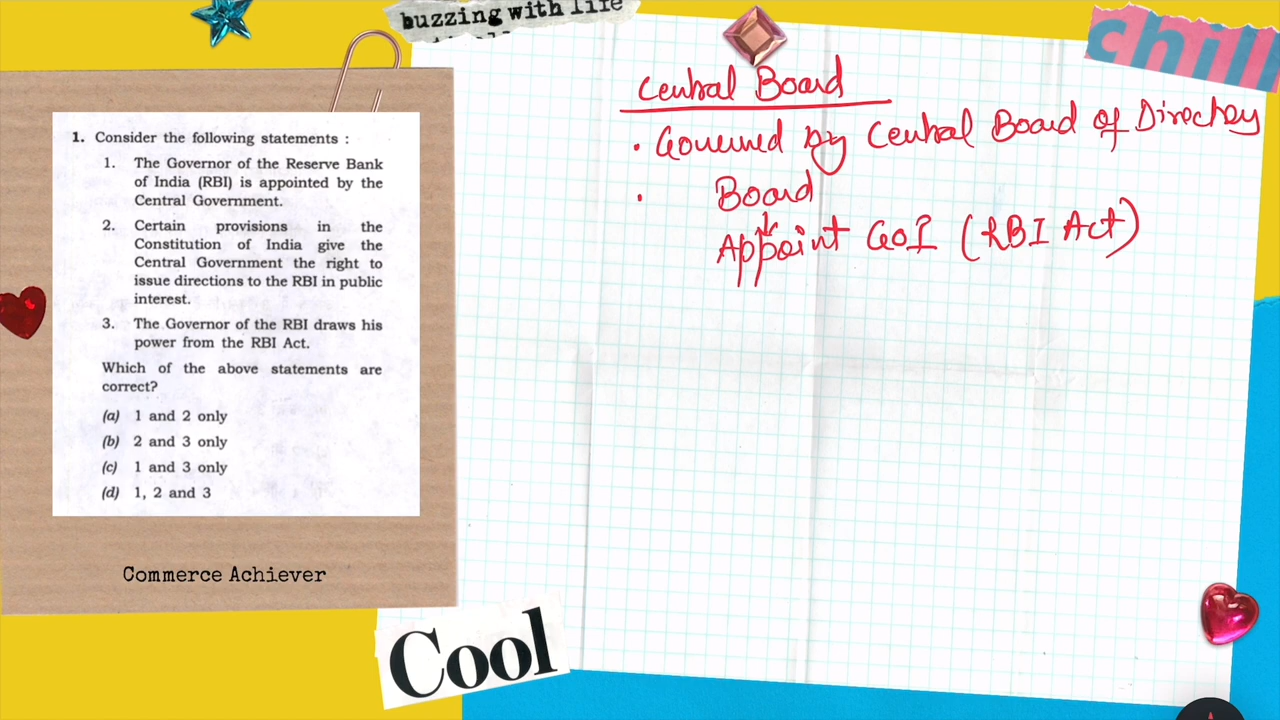 buzzing with life
chill
1. Consider the following statements :
1. The Governor of the Reserve Bank
of India (RBI) is appointed by the
Central Government.
2. Certain provisions in the
Constitution of India give the
Central Government the right to
issue directions to the RBI in public
interest.
3. The Governor of the RBI draws his
power from the RBI Act.
Which of the above statements are
correct?
(a) 1 and 2 only
(b) 2 and 3 only
(c) 1 and 3 only
(d) 1, 2 and 3
Commerce Achiever
Cool
Central Board
• Governed by Central Board of Directors
• Board
Appoint GOI (RBI Act)